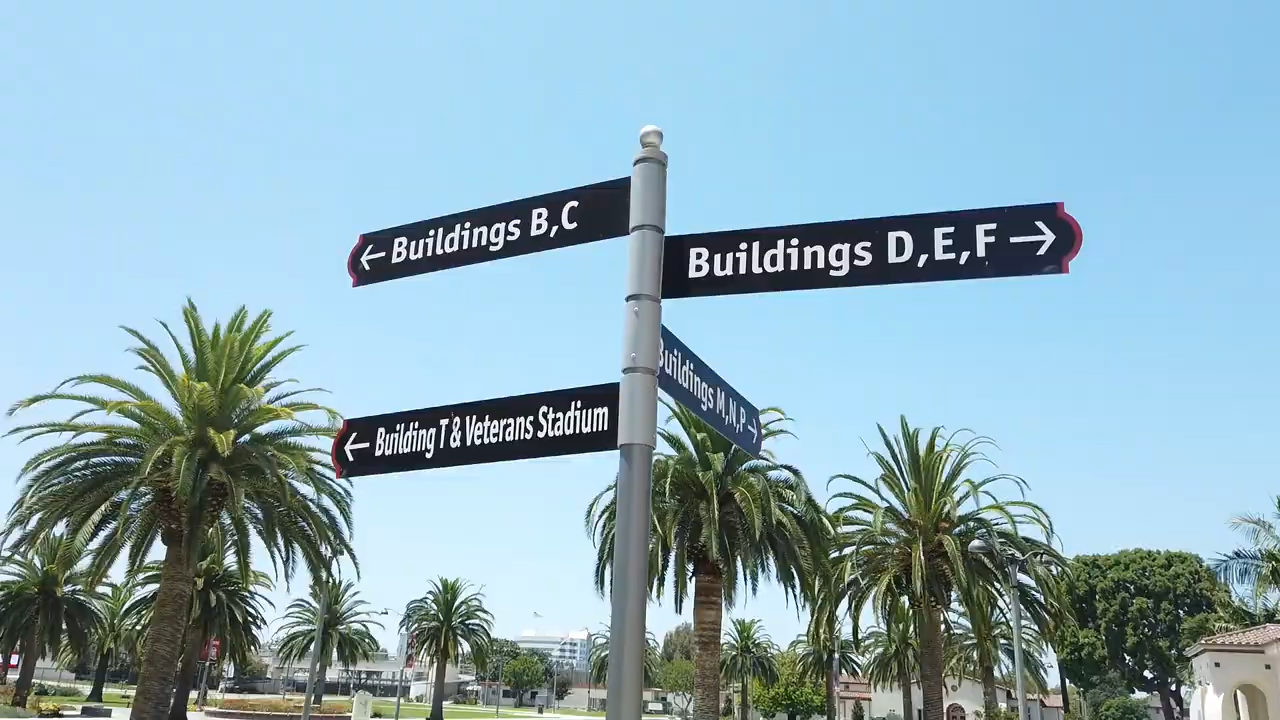 ← Buildings B,C
Buildings D,E,F →
Buildings M,N,P →
← Building T & Veterans Stadium